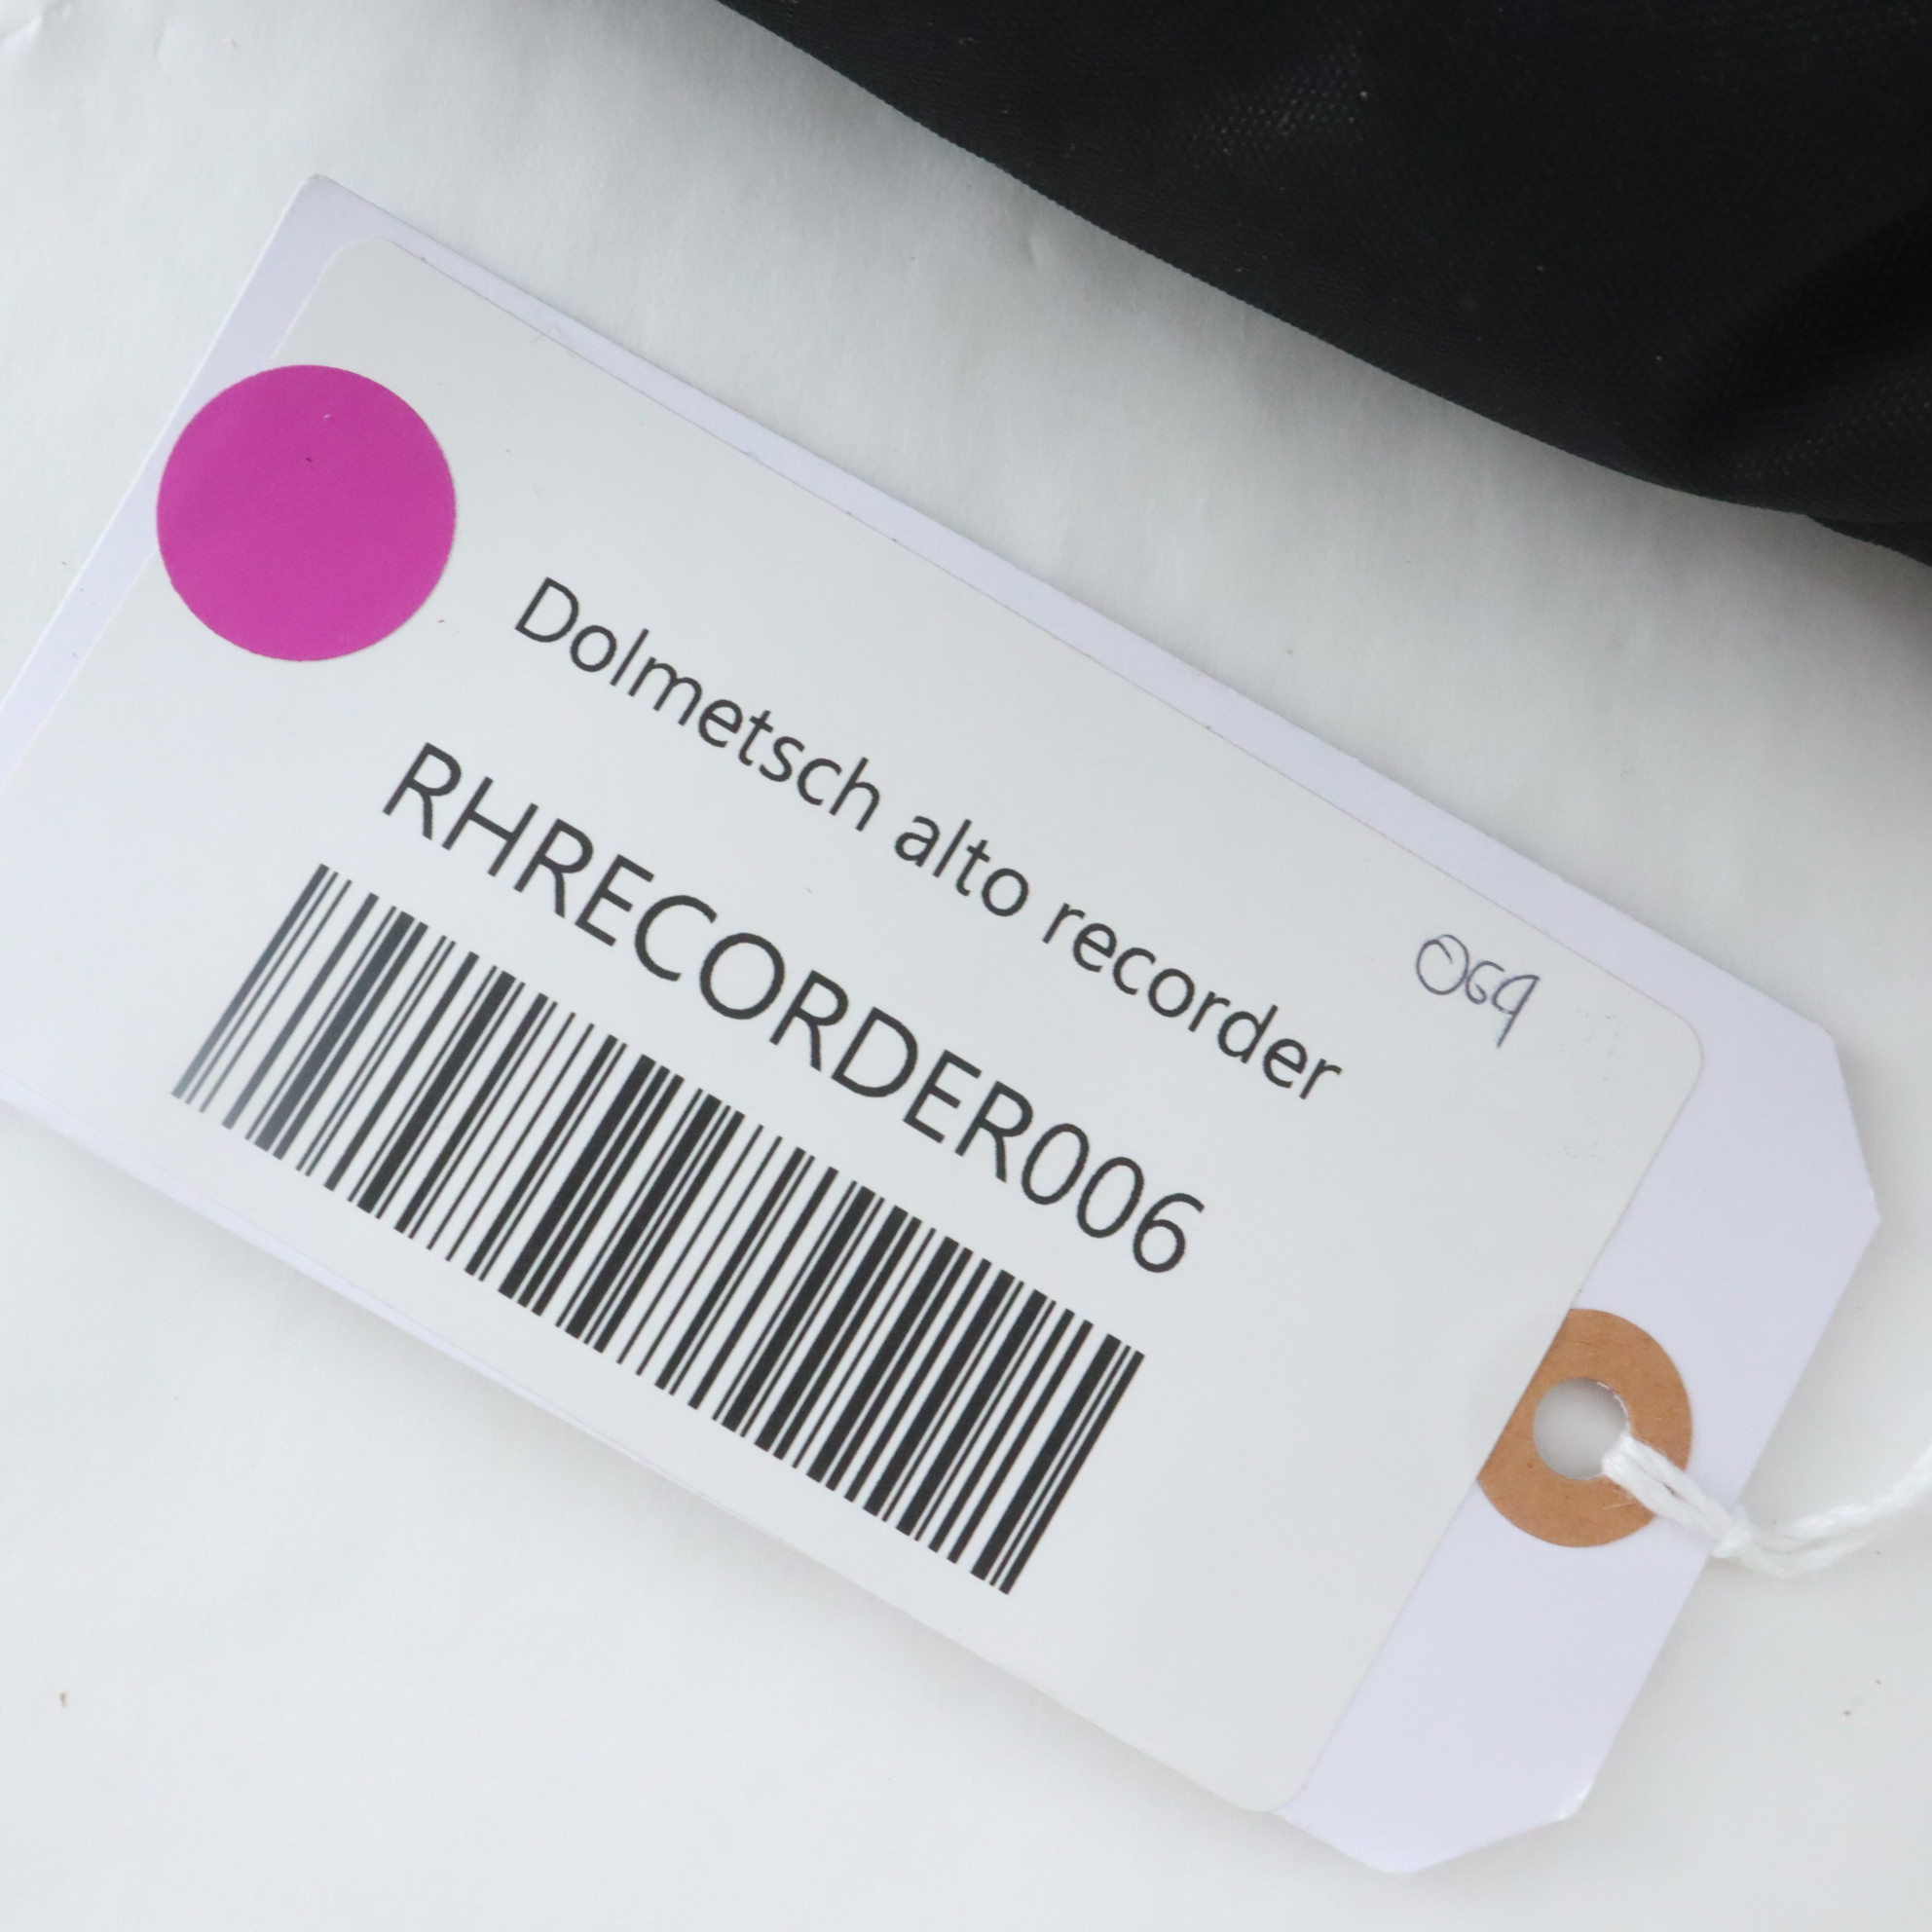 Dolmetsch alto recorder
RHRECORDER006
069